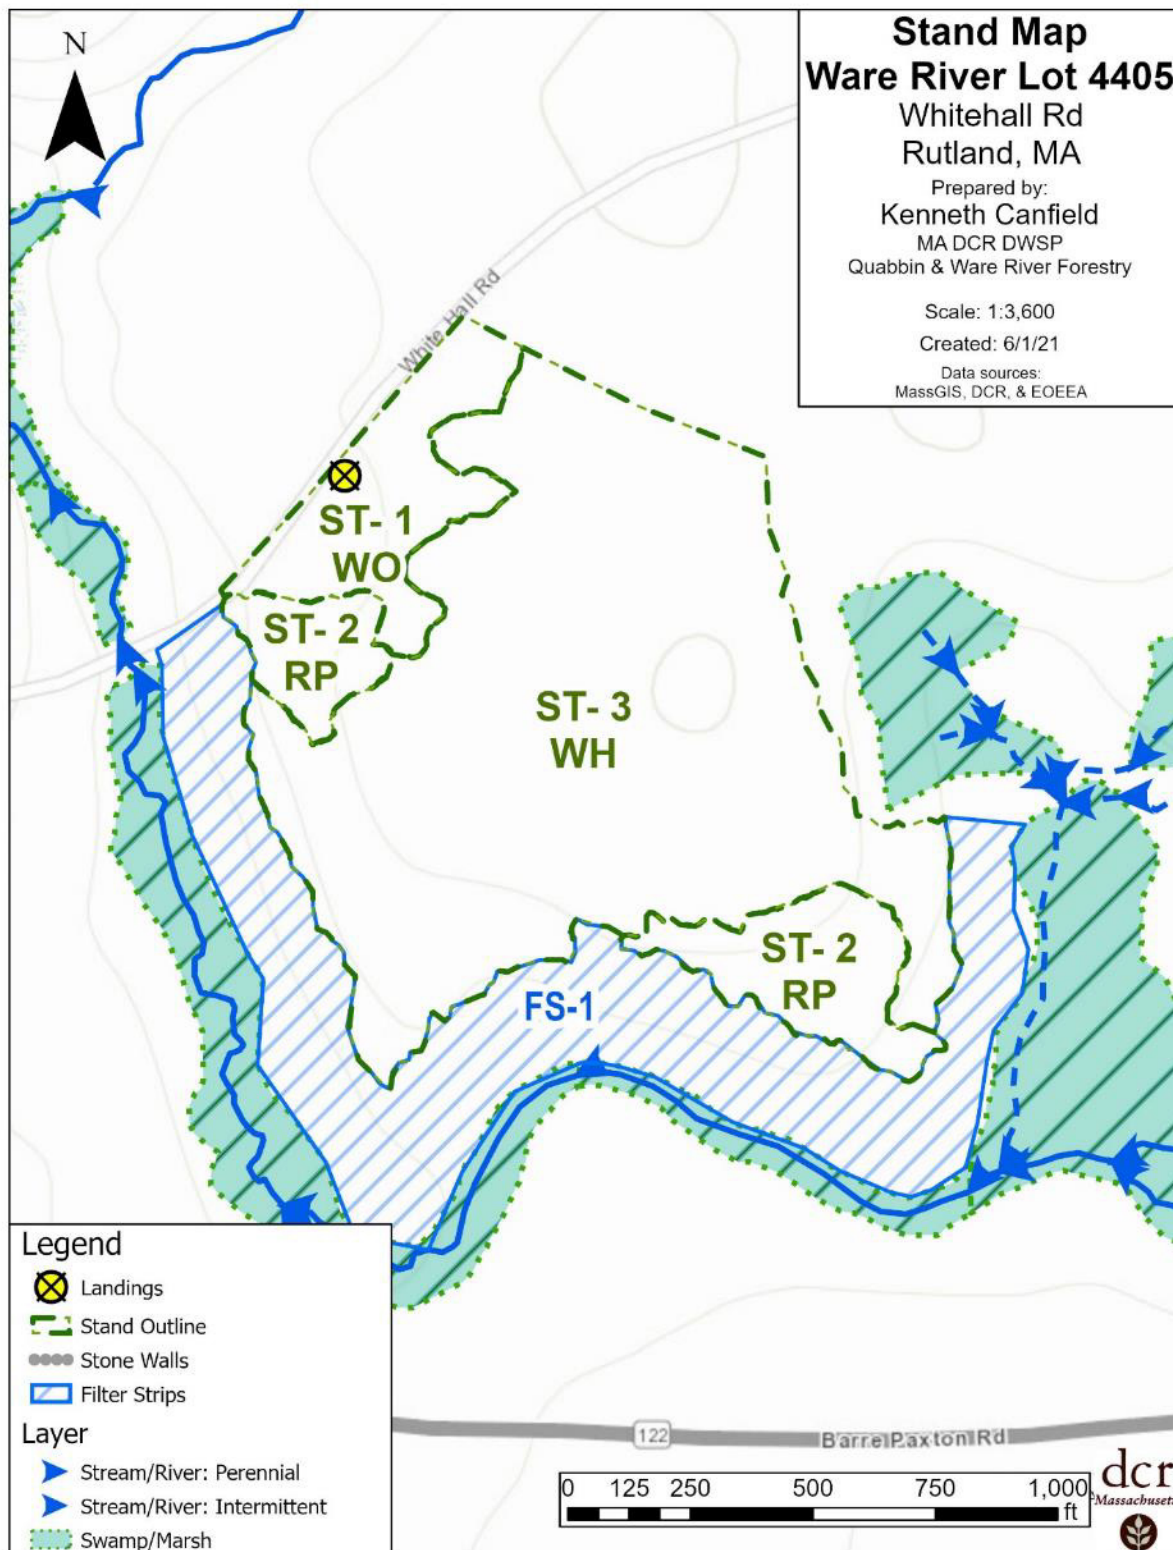 N
Stand Map
Ware River Lot 4405
Whitehall Rd
Rutland, MA
Prepared by:
Kenneth Canfield
MA DCR DWSP
Quabbin & Ware River Forestry
Scale: 1:3,600
Created: 6/1/21
Data sources:
MassGIS, DCR, & EOEEA
White Hall Rd
ST- 1
WO
ST- 2
RP
ST- 3
WH
ST- 2
RP
FS-1
Legend
Landings
Stand Outline
Stone Walls
Filter Strips
Layer
Stream/River: Perennial
Stream/River: Intermittent
Swamp/Marsh
122
Barre Paxton Rd
0 125 250 500 750 1,000
ft
dcr
Massachuset